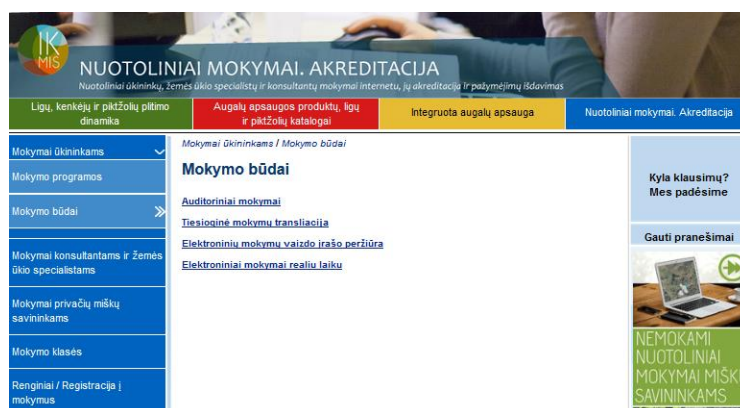 IK
MIS
NUOTOLINIAI MOKYMAI. AKREDITACIJA
Nuotoliniai ūkininkų, žemės ūkio specialistų ir konsultantų mokymai internetu, jų akreditacija ir pažymėjimų išdavimas
Ligų, kenkėjų ir piktžolių plitimo
dinamika
Augalų apsaugos produktų, ligų
ir piktžolių katalogai
Integruota augalų apsauga
Nuotoliniai mokymai. Akreditacija
Mokymai ūkininkams
Mokymo programos
Mokymo būdai
Mokymai konsultantams ir žemės
ūkio specialistams
Mokymai privačių miškų
savininkams
Mokymo klasės
Renginiai / Registracija į
mokymus
Mokymai ūkininkams / Mokymo būdai
Mokymo būdai
Auditoriniai mokymai
Tiesioginė mokymų transliacija
Elektroninių mokymų vaizdo įrašo peržiūra
Elektroniniai mokymai realiu laiku
Kyla klausimų?
Mes padėsime
Gauti pranešimai
NEMOKAMI
NUOTOLINIAI
MOKYMAI MIŠKŲ
SAVININKAMS